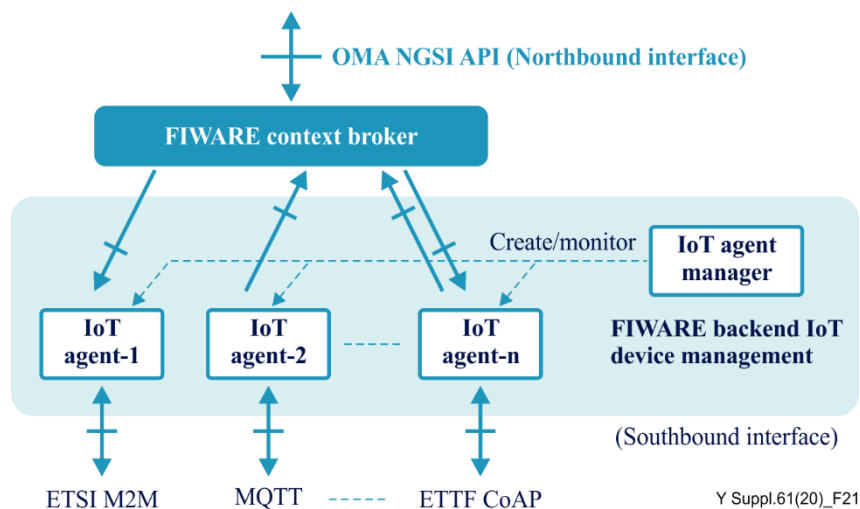 OMA NGSI API (Northbound interface)
FIWARE context broker
Create/monitor
IoT agent
manager
IoT
agent-1
IoT
agent-2
IoT
agent-n
FIWARE backend IoT
device management
(Southbound interface)
ETSI M2M
MQTT
ETTF CoAP
Y Suppl.61(20)_F21